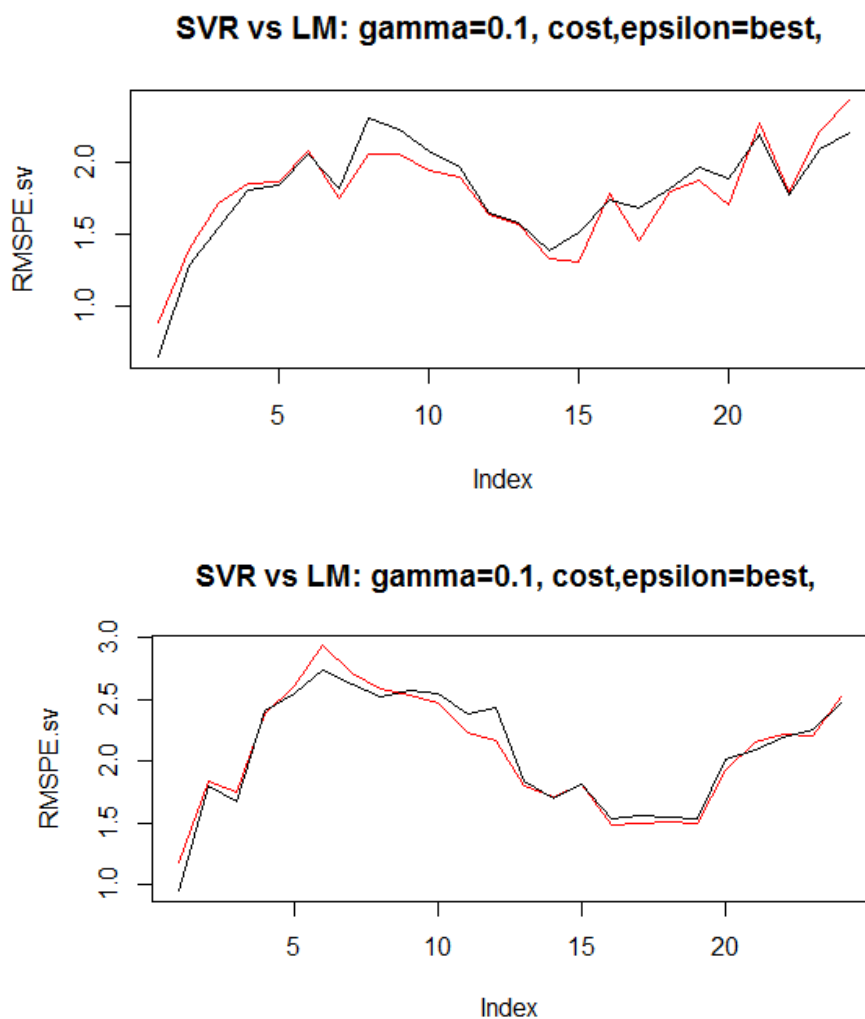 SVR vs LM: gamma=0.1, cost,epsilon=best,
RMSPE.sv
2.0
1.5
1.0
5 10 15 20
Index
SVR vs LM: gamma=0.1, cost,epsilon=best,
RMSPE.sv
3.0
2.5
2.0
1.5
1.0
5 10 15 20
Index